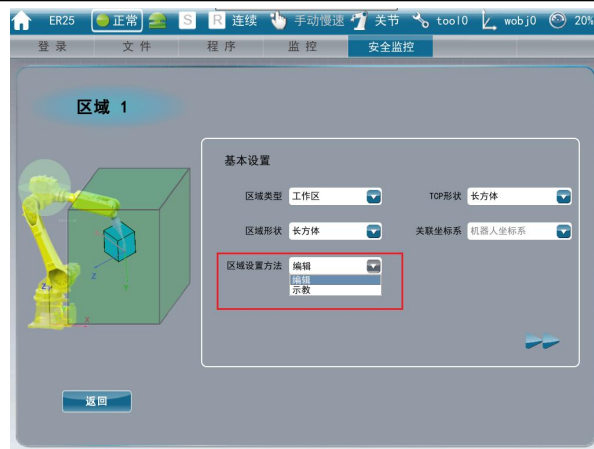 ER25 正常 S R 连续 手动慢速 关节 tool0 wobj0 20%
登录 文件 程序 监控 安全监控
区域 1
基本设置
区域类型 工作区 TCP形状 长方体
区域形状 长方体 关联坐标系 机器人坐标系
区域设置方法 编辑
编辑
示教
Z
Z
X
返回